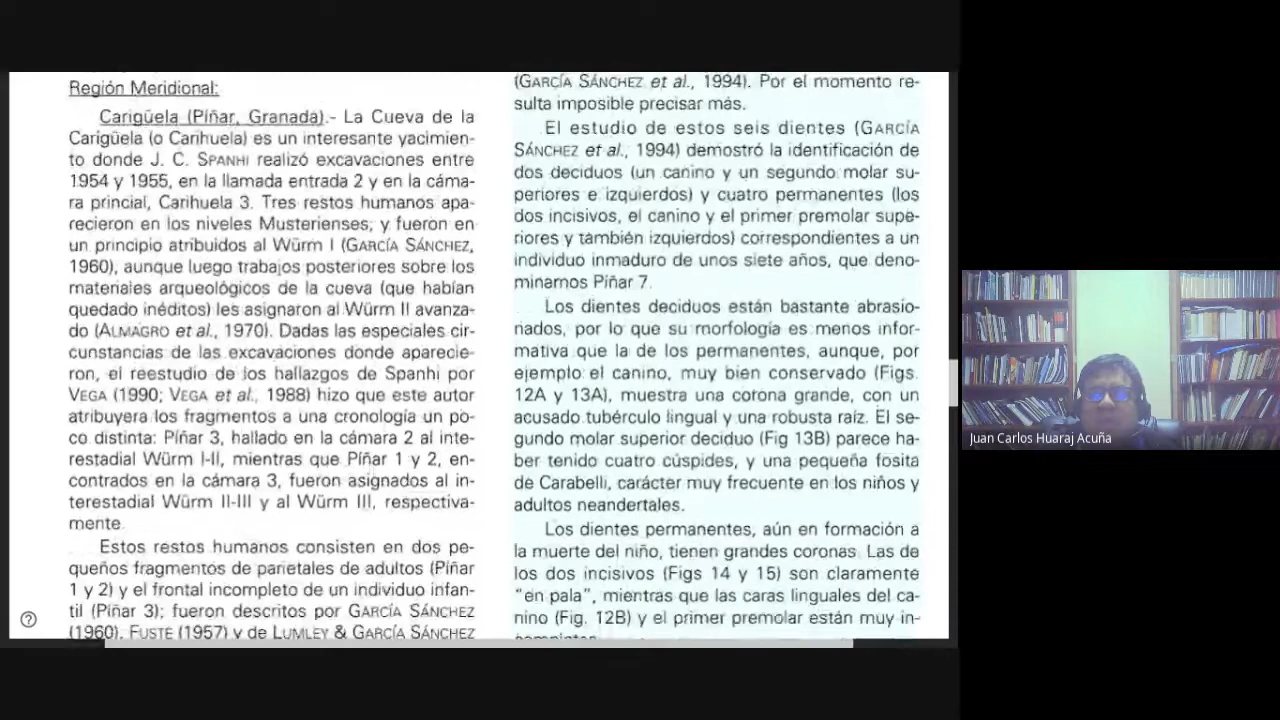 Región Meridional:
Carigüela (Píñar, Granada).- La Cueva de la
Carigüela (o Carihuela) es un interesante yacimien-
to donde J. C. SPANHI realizó excavaciones entre
1954 y 1955, en la llamada entrada 2 y en la cáma-
ra princial, Carihuela 3. Tres restos humanos apa-
recieron en los niveles Musterienses; y fueron en
un principio atribuidos al Würm I (GARCÍA SÁNCHEZ,
1960), aunque luego trabajos posteriores sobre los
materiales arqueológicos de la cueva (que habían
quedado inéditos) les asignaron al Würm II avanza-
do (ALMAGRO et al., 1970). Dadas las especiales cir-
cunstancias de las excavaciones donde aparecie-
ron, el reestudio de los hallazgos de Spanhi por
VEGA (1990; VEGA et al., 1988) hizo que este autor
atribuyera los fragmentos a una cronología un po-
co distinta: Píñar 3, hallado en la cámara 2 al inte-
restadial Würm I-II, mientras que Píñar 1 y 2, en-
contrados en la cámara 3, fueron asignados al in-
terestadial Würm II-III y al Würm III, respectiva-
mente.
Estos restos humanos consisten en dos pe-
queños fragmentos de parietales de adultos (Píñar
1 y 2) y el frontal incompleto de un individuo infan-
til (Píñar 3); fueron descritos por GARCÍA SÁNCHEZ
(1960), FUSTÉ (1957) y de LUMLEY & GARCÍA SÁNCHEZ
(GARCÍA SÁNCHEZ et al., 1994). Por el momento re-
sulta imposible precisar más.
El estudio de estos seis dientes (GARCÍA
SÁNCHEZ et al., 1994) demostró la identificación de
dos deciduos (un canino y un segundo molar su-
periores e izquierdos) y cuatro permanentes (los
dos incisivos, el canino y el primer premolar supe-
riores y también izquierdos) correspondientes a un
individuo inmaduro de unos siete años, que deno-
minamos Píñar 7.
Los dientes deciduos están bastante abrasio-
nados, por lo que su morfología es menos infor-
mativa que la de los permanentes, aunque, por
ejemplo el canino, muy bien conservado (Figs.
12A y 13A), muestra una corona grande, con un
acusado tubérculo lingual y una robusta raíz. El se-
gundo molar superior deciduo (Fig 13B) parece ha-
ber tenido cuatro cúspides, y una pequeña fosita
de Carabelli, carácter muy frecuente en los niños y
adultos neandertales.
Los dientes permanentes, aún en formación a
la muerte del niño, tienen grandes coronas. Las de
los dos incisivos (Figs 14 y 15) son claramente
"en pala", mientras que las caras linguales del ca-
nino (Fig. 12B) y el primer premolar están muy in-
Juan Carlos Huaraj Acuña